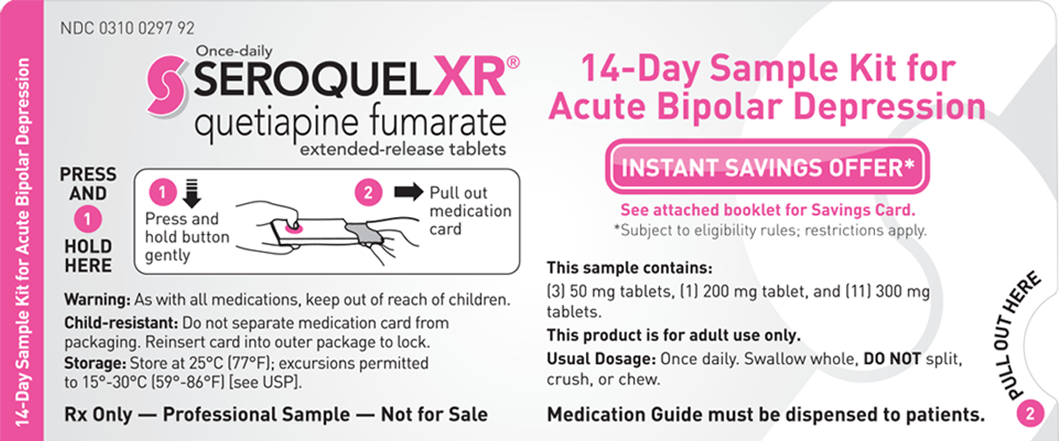 14-Day Sample Kit for Acute Bipolar Depression
NDC 0310 0297 92
Once-daily
SEROQUEL XR®
quetiapine fumarate
extended-release tablets
PRESS
AND
1
HOLD
HERE
1
Press and
hold button
gently
2
Pull out
medication
card
Warning: As with all medications, keep out of reach of children.
Child-resistant: Do not separate medication card from
packaging. Reinsert card into outer package to lock.
Storage: Store at 25°C (77°F); excursions permitted
to 15°-30°C (59°-86°F) [see USP].
Rx Only — Professional Sample — Not for Sale
14-Day Sample Kit for
Acute Bipolar Depression
INSTANT SAVINGS OFFER*
See attached booklet for Savings Card.
*Subject to eligibility rules; restrictions apply.
This sample contains:
(3) 50 mg tablets, (1) 200 mg tablet, and (11) 300 mg
tablets.
This product is for adult use only.
Usual Dosage: Once daily. Swallow whole, DO NOT split,
crush, or chew.
Medication Guide must be dispensed to patients.
PULL OUT HERE
2